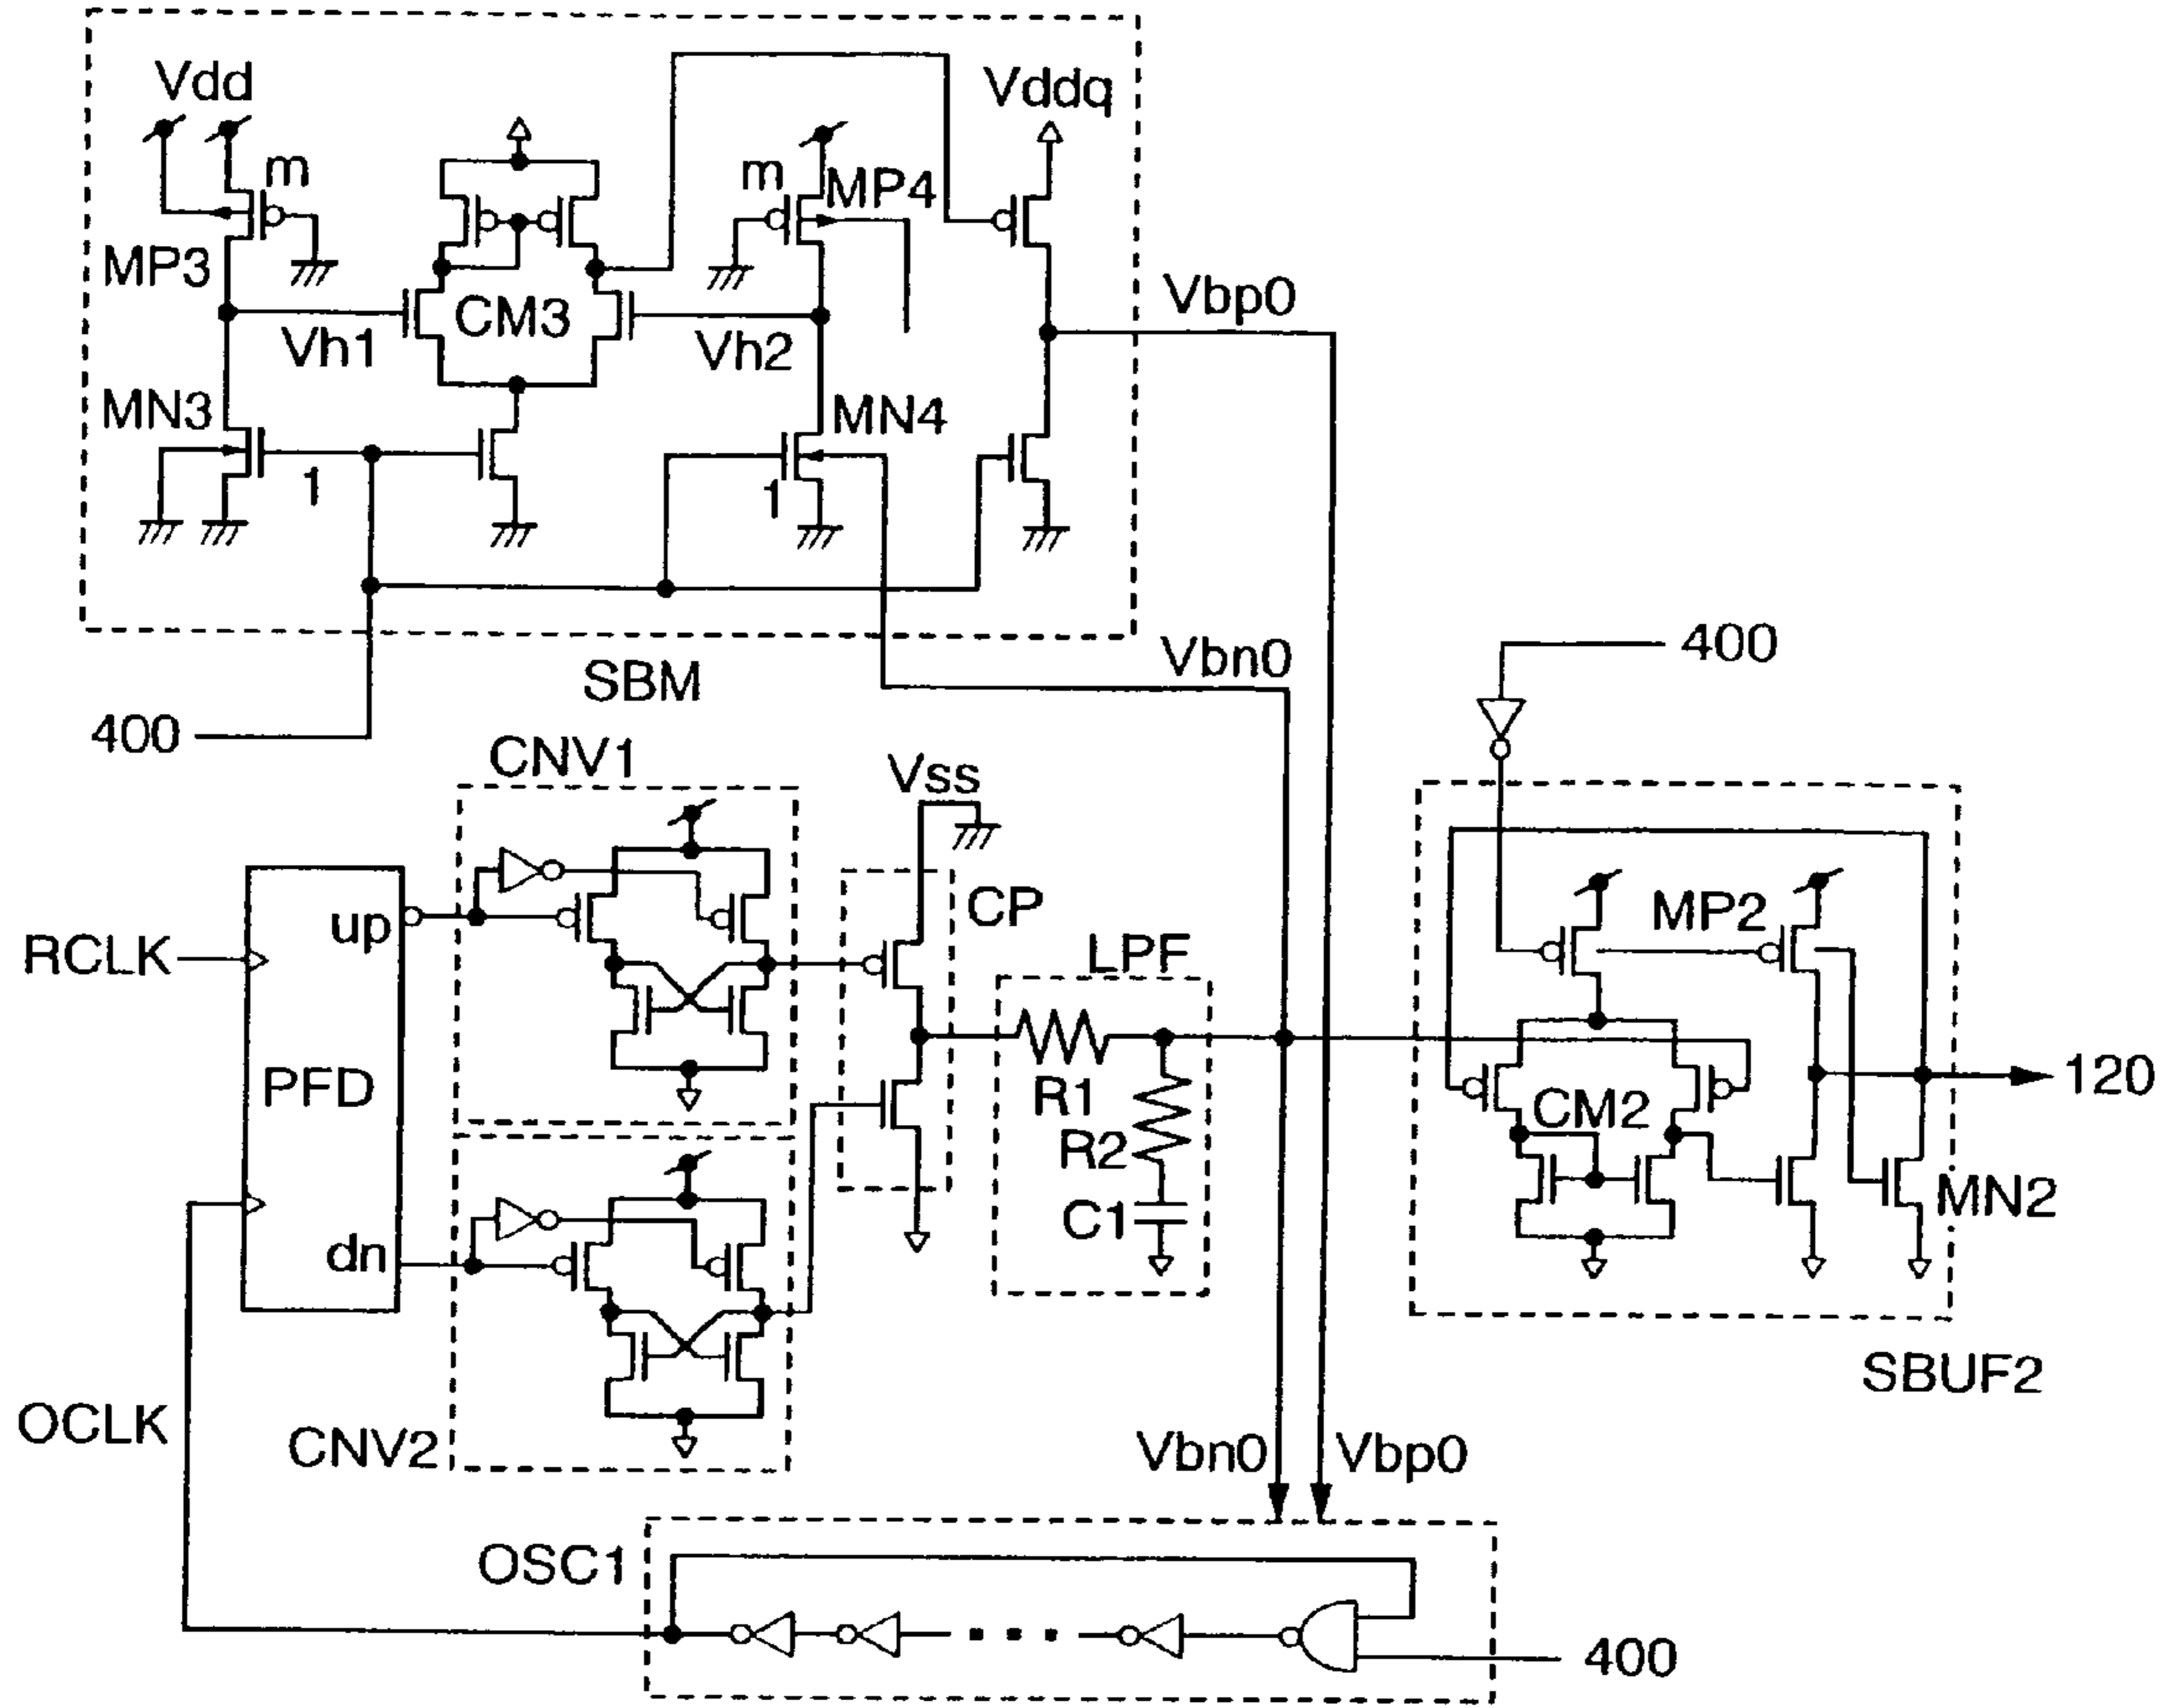 Vdd
Vddq
m
m
MP4
MP3
Vbp0
CM3
Vh1
Vh2
MN3
MN4
1
1
Vbn0
400
SBM
400
CNV1
Vss
CP
MP2
up
LPF
RCLK
PFD
R1
CM2
120
R2
C1
MN2
dn
SBUF2
OCLK
CNV2
Vbn0
Vbp0
OSC1
400